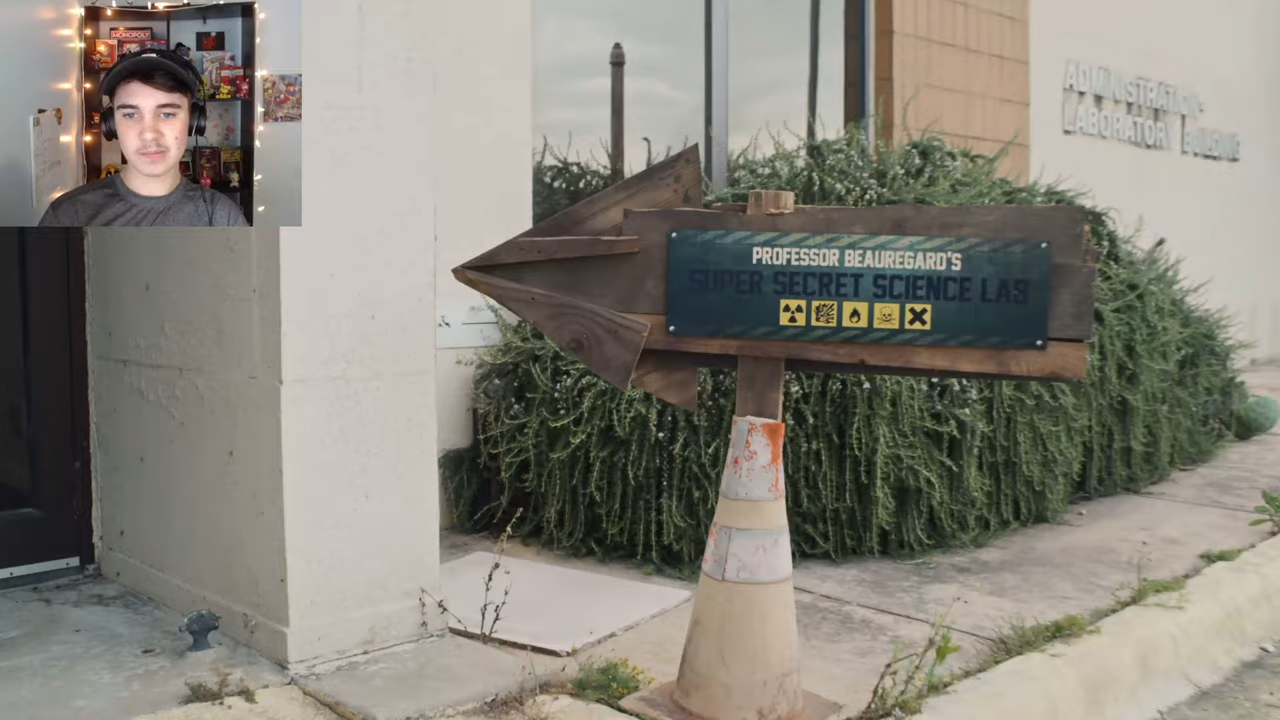 MONOPOLY
ADMINISTRATION
LABORATORY BUILDING
PROFESSOR BEAUREGARD'S
SUPER SECRET SCIENCE LAB